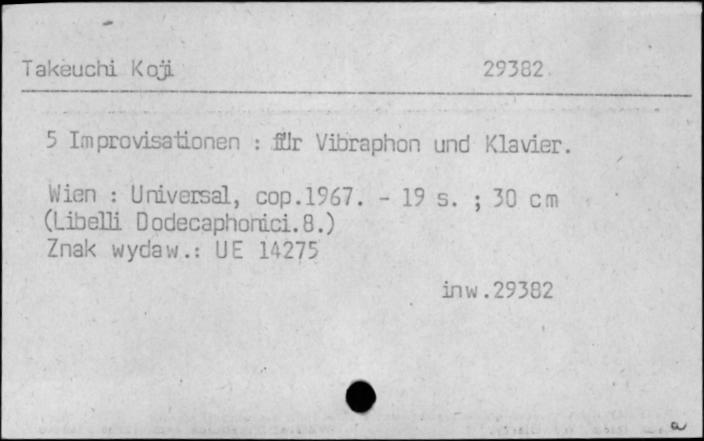 Takeuchi Koji 29382
5 Improvisationen : für Vibraphon und Klavier.
Wien : Universal, cop.1967. - 19 s. ; 30 cm
(Libelli Dodecaphonici.8.)
Znak wydaw.: UE 14275
inw.29382
a